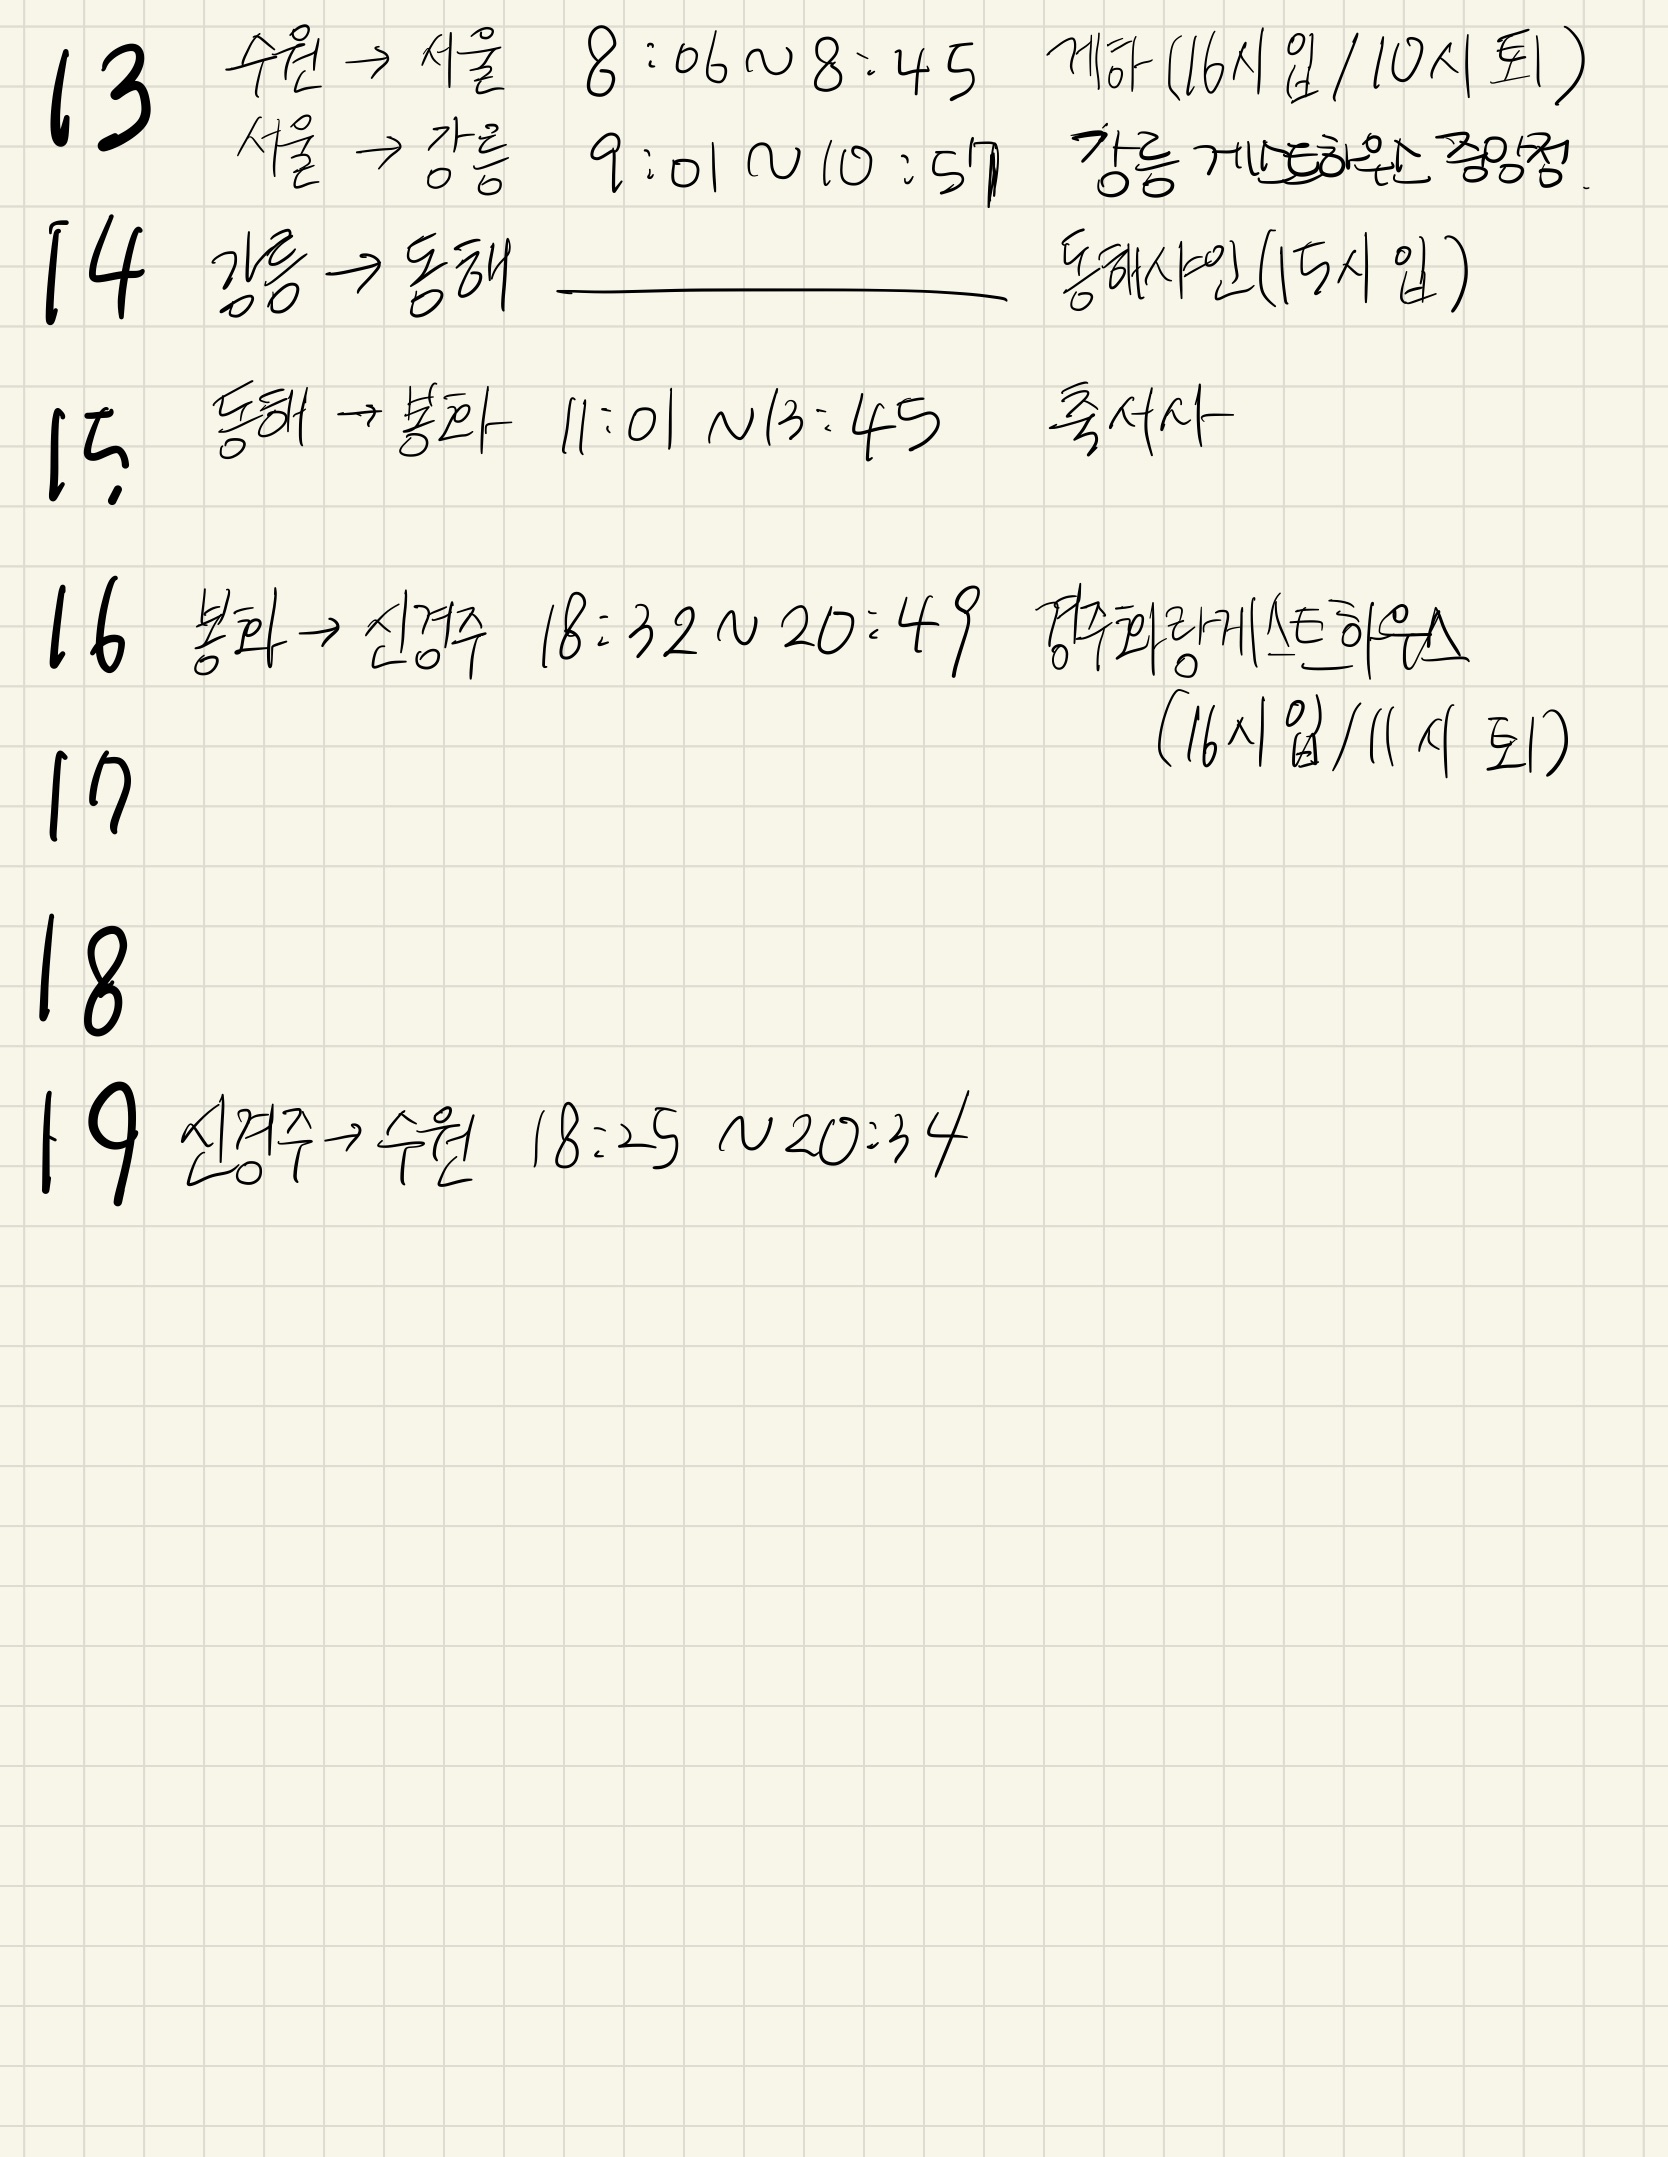 13 수원 → 서울 8:06 ~ 8:45 게하 (16시 입 / 10시 퇴)
서울 → 강릉 9:01 ~ 10:57 강릉 게스트하우스 중앙점
14 강릉 → 동해 동해샤인 (15시 입)
15 동해 → 봉화 11:01 ~ 13:45 축서사
16 봉화 → 신경주 18:32 ~ 20:49 경주화랑게스트하우스
(16시 입 / 11시 퇴)
17
18
19 신경주 → 수원 18:25 ~ 20:34